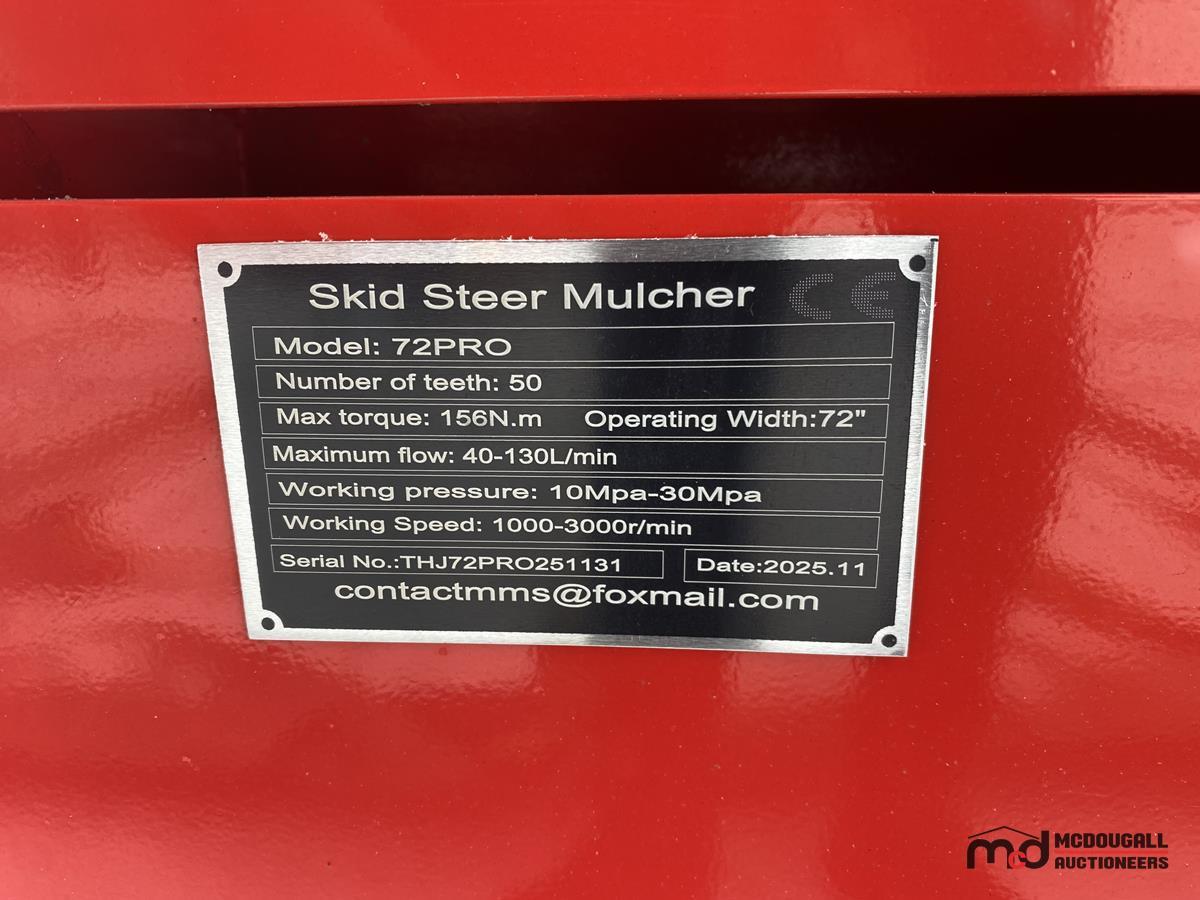 Skid Steer Mulcher CE
Model: 72PRO
Number of teeth: 50
Max torque: 156N.m Operating Width:72"
Maximum flow: 40-130L/min
Working pressure: 10Mpa-30Mpa
Working Speed: 1000-3000r/min
Serial No.:THJ72PRO251131 Date:2025.11
contactmms@foxmail.com
mcd MCDOUGALL
AUCTIONEERS